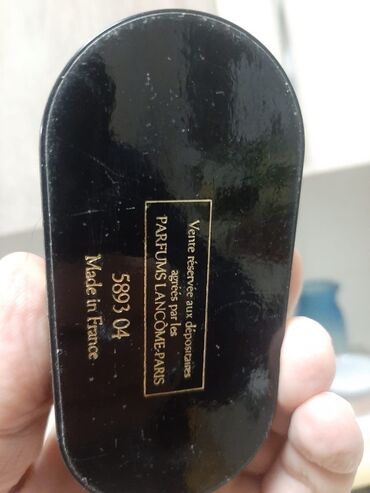 Vente réservée aux dépositaires
agréés par les
PARFUMS LANCÔME-PARIS
5893 04
Made in France